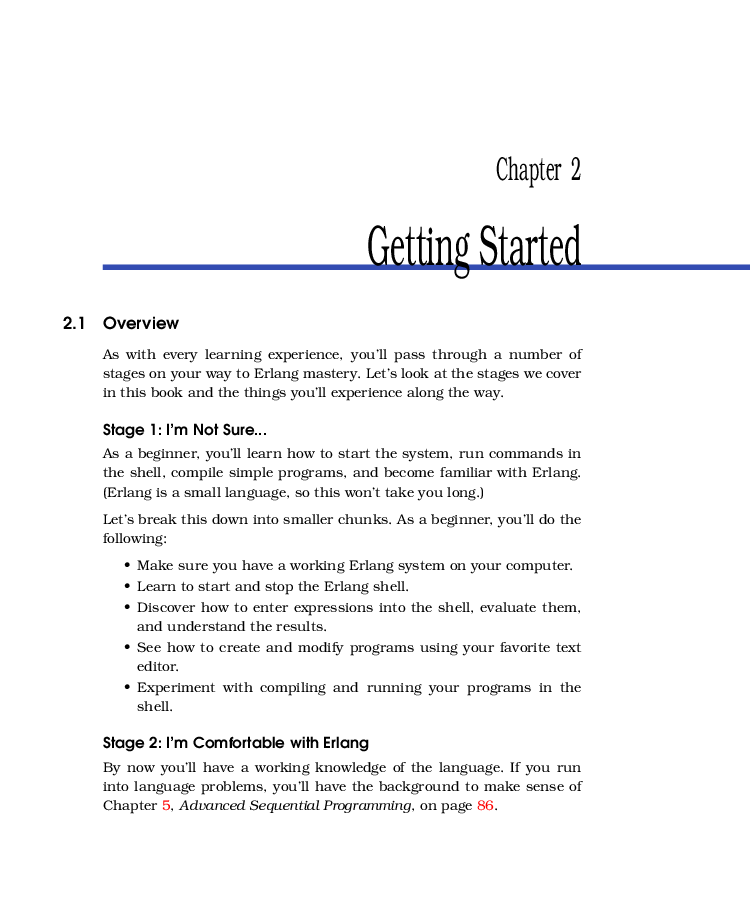 Chapter 2
Getting Started
2.1 Overview
As with every learning experience, you'll pass through a number of
stages on your way to Erlang mastery. Let's look at the stages we cover
in this book and the things you'll experience along the way.
Stage 1: I'm Not Sure...
As a beginner, you'll learn how to start the system, run commands in
the shell, compile simple programs, and become familiar with Erlang.
(Erlang is a small language, so this won't take you long.)
Let's break this down into smaller chunks. As a beginner, you'll do the
following:
• Make sure you have a working Erlang system on your computer.
• Learn to start and stop the Erlang shell.
• Discover how to enter expressions into the shell, evaluate them,
and understand the results.
• See how to create and modify programs using your favorite text
editor.
• Experiment with compiling and running your programs in the
shell.
Stage 2: I'm Comfortable with Erlang
By now you'll have a working knowledge of the language. If you run
into language problems, you'll have the background to make sense of
Chapter 5, Advanced Sequential Programming, on page 86.